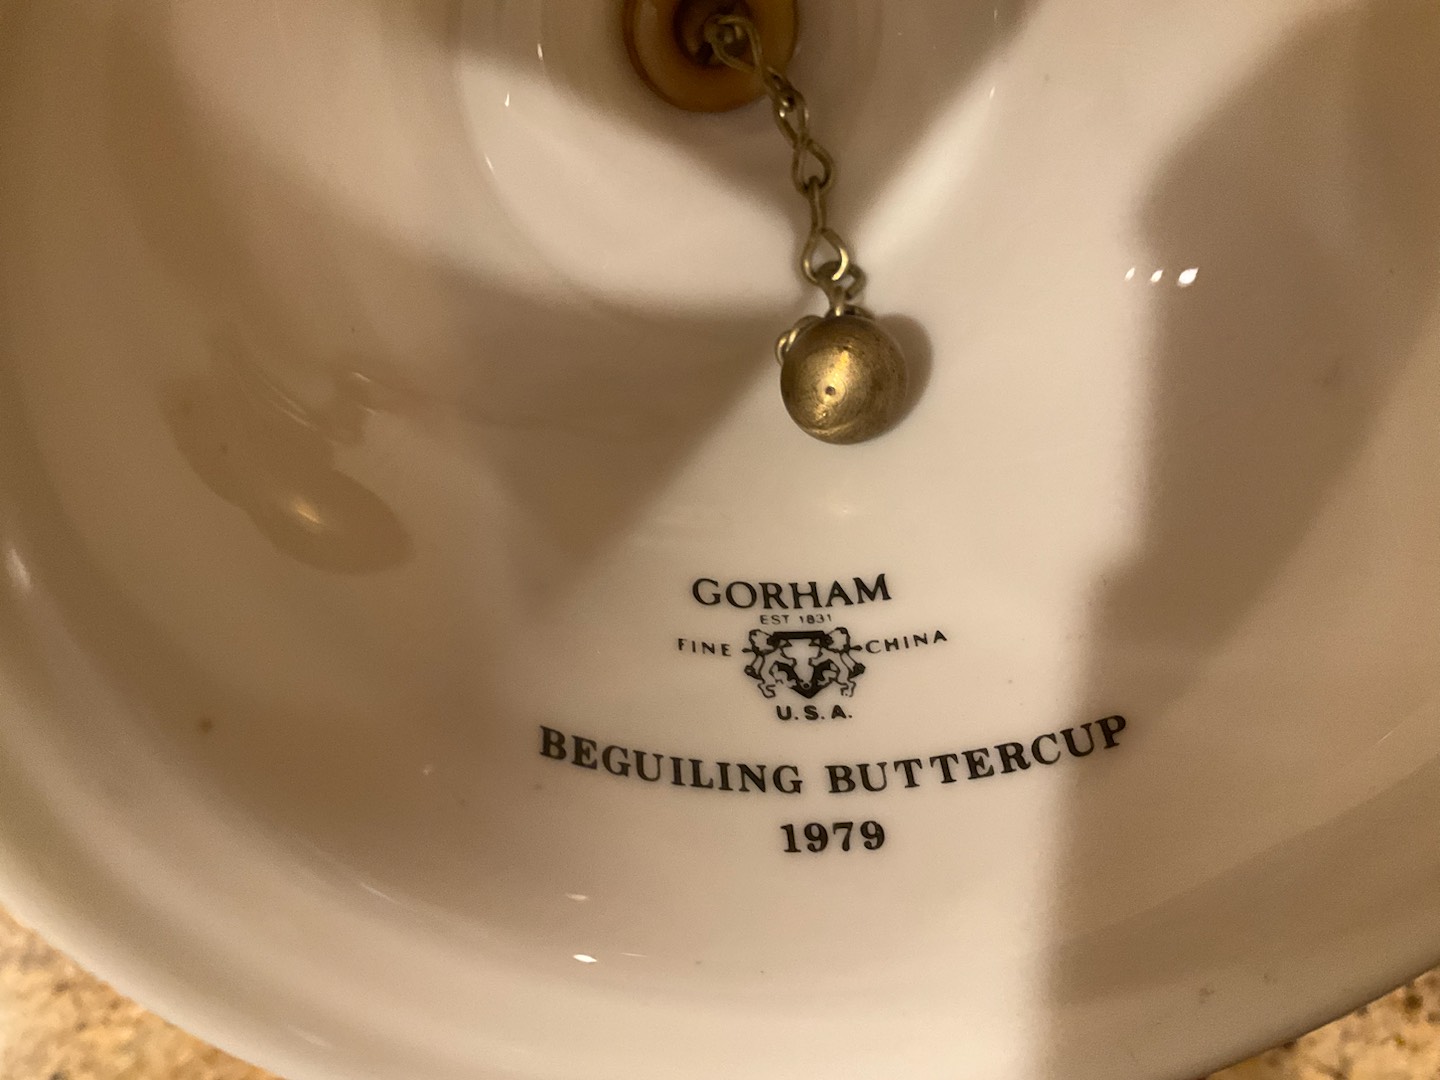 GORHAM
EST 1831
FINE CHINA
U.S.A.
BEGUILING BUTTERCUP
1979